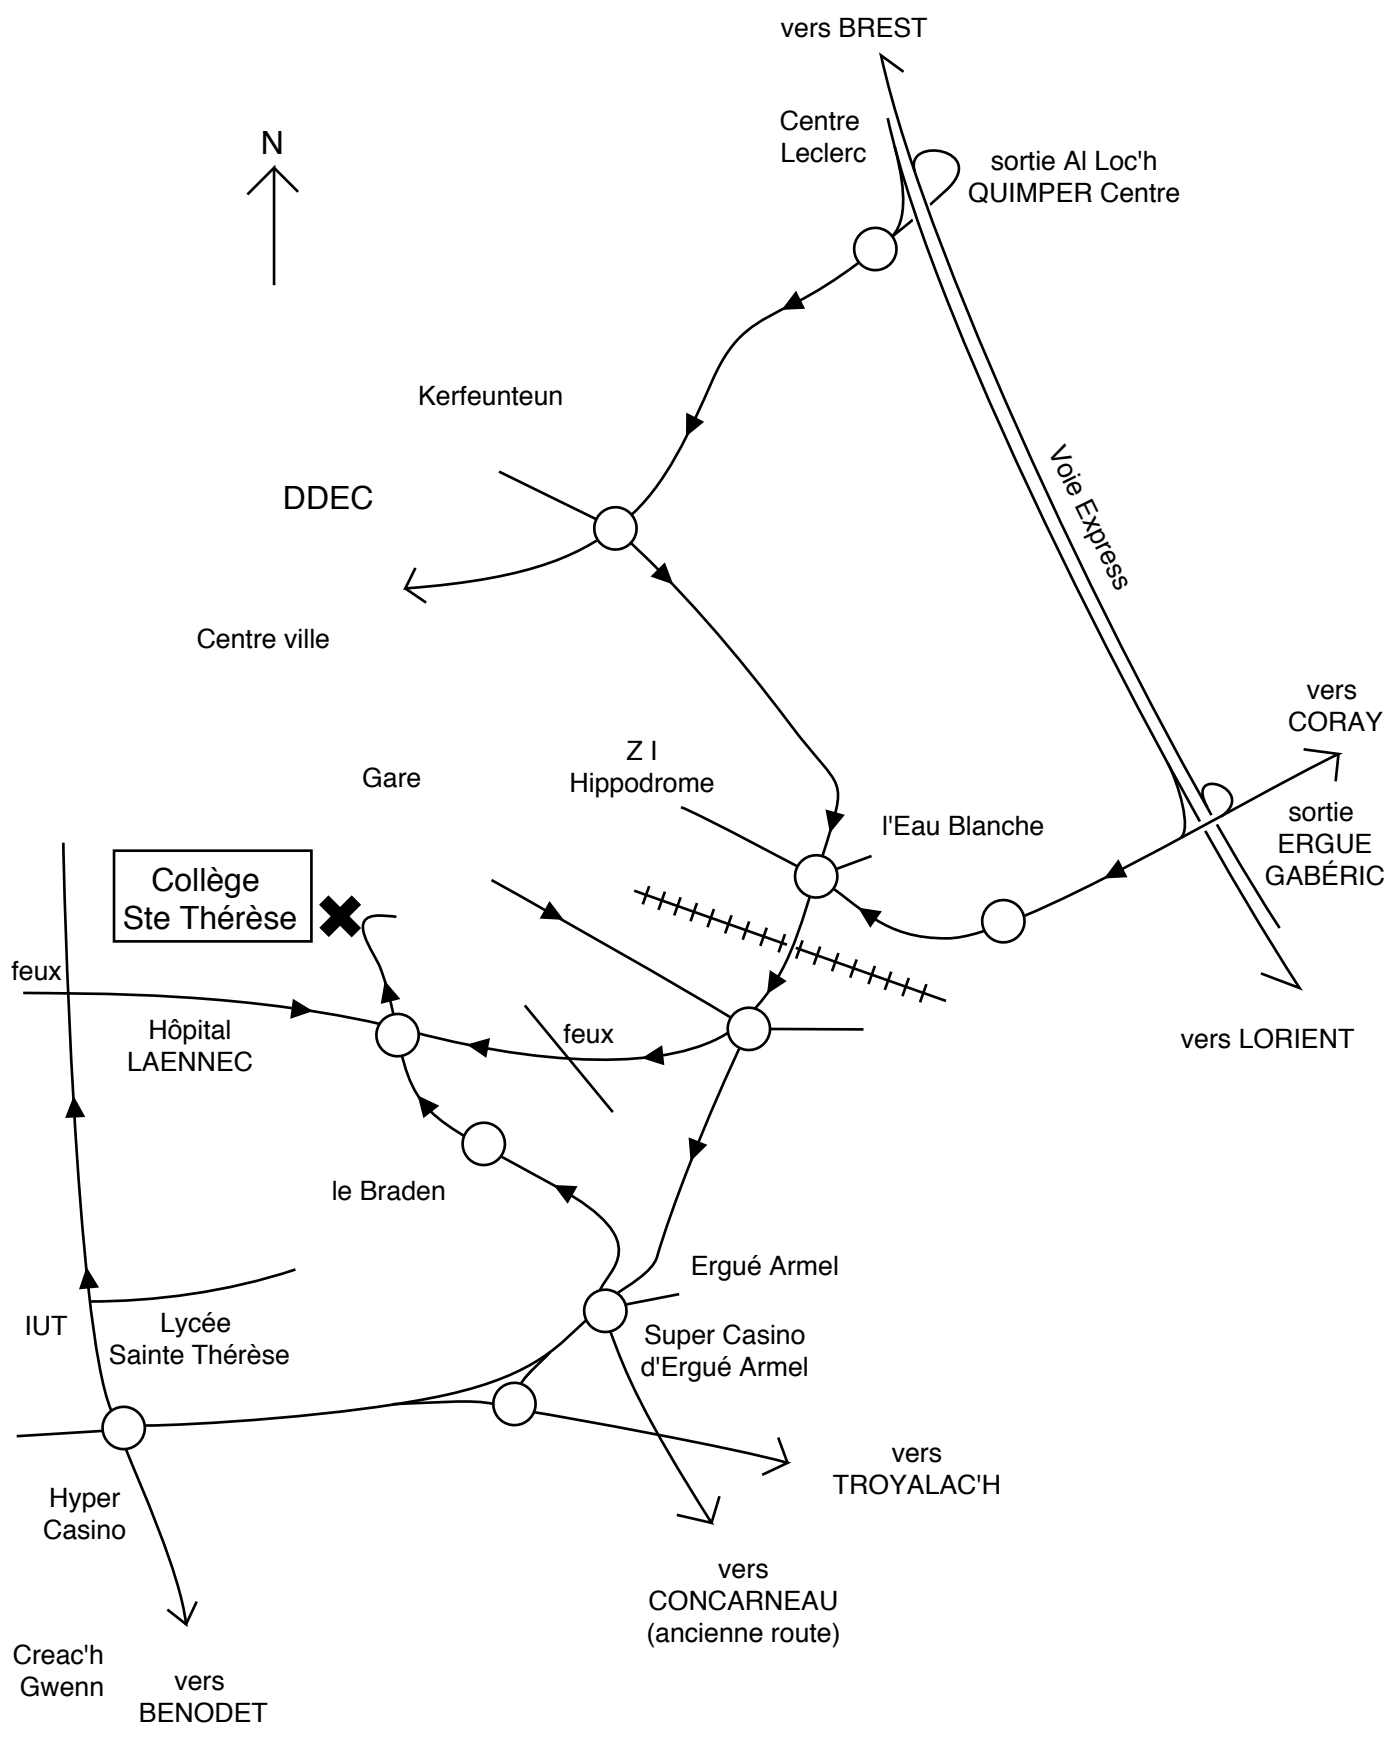 vers BREST
Centre
Leclerc
sortie Al Loc'h
QUIMPER Centre
N
Kerfeunteun
DDEC
Voie Express
Centre ville
vers
CORAY
Z I
Hippodrome
Gare
l'Eau Blanche
sortie
ERGUE
GABÉRIC
Collège
Ste Thérèse
feux
Hôpital
LAENNEC
feux
vers LORIENT
le Braden
Ergué Armel
IUT
Lycée
Sainte Thérèse
Super Casino
d'Ergué Armel
vers
TROYALAC'H
Hyper
Casino
vers
CONCARNEAU
(ancienne route)
Creac'h
Gwenn
vers
BENODET